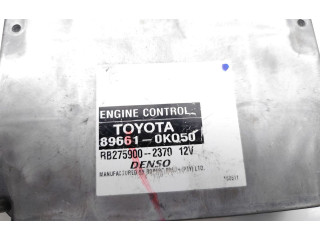 ENGINE CONTROL
TOYOTA
89661-0KQ50
RB275900-2370 12V
DENSO